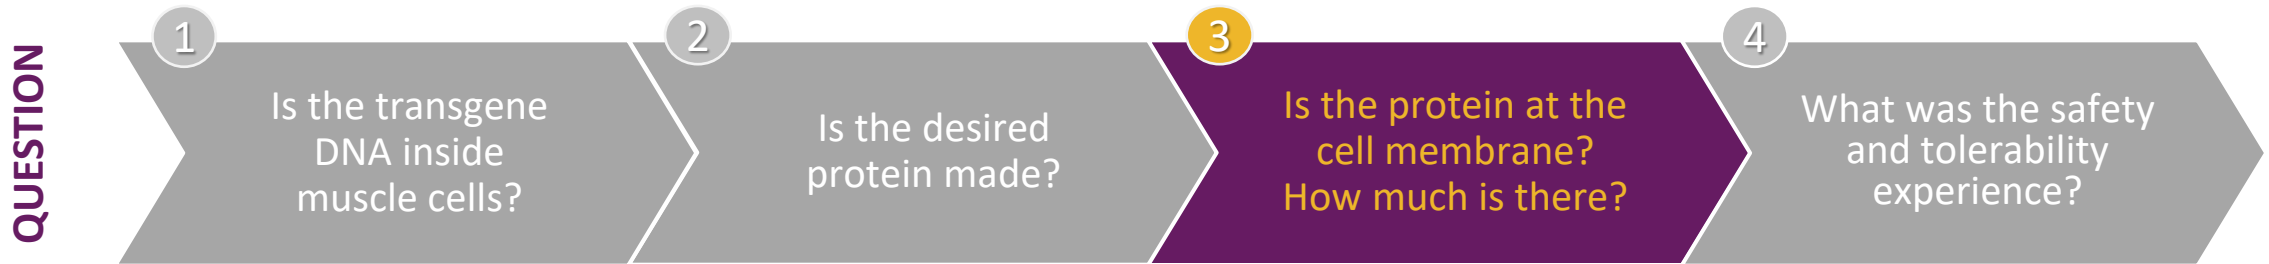 QUESTION
1
Is the transgene
DNA inside
muscle cells?
2
Is the desired
protein made?
3
Is the protein at the
cell membrane?
How much is there?
4
What was the safety
and tolerability
experience?